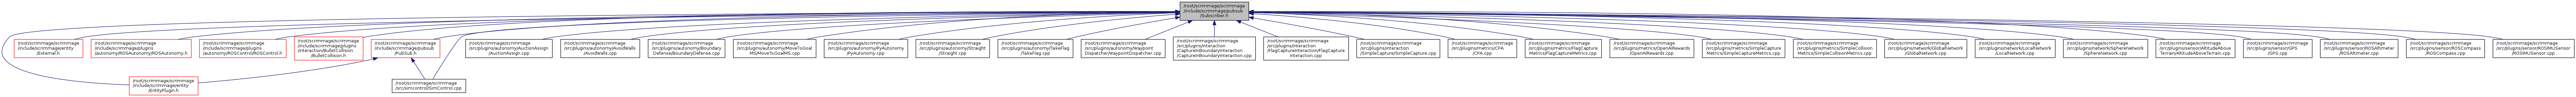 /root/scrimmage/scrimmage
/include/scrimmage/pubsub
/Subscriber.h
/root/scrimmage/scrimmage
/include/scrimmage/entity
/External.h
/root/scrimmage/scrimmage
/include/scrimmage/plugins
/autonomy/ROSAutonomy/ROSAutonomy.h
/root/scrimmage/scrimmage
/include/scrimmage/plugins
/autonomy/ROSControl/ROSControl.h
/root/scrimmage/scrimmage
/include/scrimmage/plugins
/interaction/BulletCollision
/BulletCollision.h
/root/scrimmage/scrimmage
/include/scrimmage/pubsub
/PubSub.h
/root/scrimmage/scrimmage
/src/plugins/autonomy/AuctionAssign
/AuctionAssign.cpp
/root/scrimmage/scrimmage
/src/plugins/autonomy/AvoidWalls
/AvoidWalls.cpp
/root/scrimmage/scrimmage
/src/plugins/autonomy/Boundary
Defense/BoundaryDefense.cpp
/root/scrimmage/scrimmage
/src/plugins/autonomy/MoveToGoal
MS/MoveToGoalMS.cpp
/root/scrimmage/scrimmage
/src/plugins/autonomy/PyAutonomy
/PyAutonomy.cpp
/root/scrimmage/scrimmage
/src/plugins/autonomy/Straight
/Straight.cpp
/root/scrimmage/scrimmage
/src/plugins/autonomy/TakeFlag
/TakeFlag.cpp
/root/scrimmage/scrimmage
/src/plugins/autonomy/Waypoint
Dispatcher/WaypointDispatcher.cpp
/root/scrimmage/scrimmage
/src/plugins/interaction
/CaptureInBoundaryInteraction
/CaptureInBoundaryInteraction.cpp
/root/scrimmage/scrimmage
/src/plugins/interaction
/FlagCaptureInteraction/FlagCapture
Interaction.cpp
/root/scrimmage/scrimmage
/src/plugins/interaction
/SimpleCapture/SimpleCapture.cpp
/root/scrimmage/scrimmage
/src/plugins/metrics/CPA
/CPA.cpp
/root/scrimmage/scrimmage
/src/plugins/metrics/FlagCapture
Metrics/FlagCaptureMetrics.cpp
/root/scrimmage/scrimmage
/src/plugins/metrics/OpenAIRewards
/OpenAIRewards.cpp
/root/scrimmage/scrimmage
/src/plugins/metrics/SimpleCapture
Metrics/SimpleCaptureMetrics.cpp
/root/scrimmage/scrimmage
/src/plugins/metrics/SimpleCollision
Metrics/SimpleCollisionMetrics.cpp
/root/scrimmage/scrimmage
/src/plugins/network/GlobalNetwork
/GlobalNetwork.cpp
/root/scrimmage/scrimmage
/src/plugins/network/LocalNetwork
/LocalNetwork.cpp
/root/scrimmage/scrimmage
/src/plugins/network/SphereNetwork
/SphereNetwork.cpp
/root/scrimmage/scrimmage
/src/plugins/sensor/AltitudeAbove
Terrain/AltitudeAboveTerrain.cpp
/root/scrimmage/scrimmage
/src/plugins/sensor/GPS
/GPS.cpp
/root/scrimmage/scrimmage
/src/plugins/sensor/ROSAltimeter
/ROSAltimeter.cpp
/root/scrimmage/scrimmage
/src/plugins/sensor/ROSCompass
/ROSCompass.cpp
/root/scrimmage/scrimmage
/src/plugins/sensor/ROSIMUSensor
/ROSIMUSensor.cpp
/root/scrimmage/scrimmage
/include/scrimmage/entity
/EntityPlugin.h
/root/scrimmage/scrimmage
/src/simcontrol/SimControl.cpp